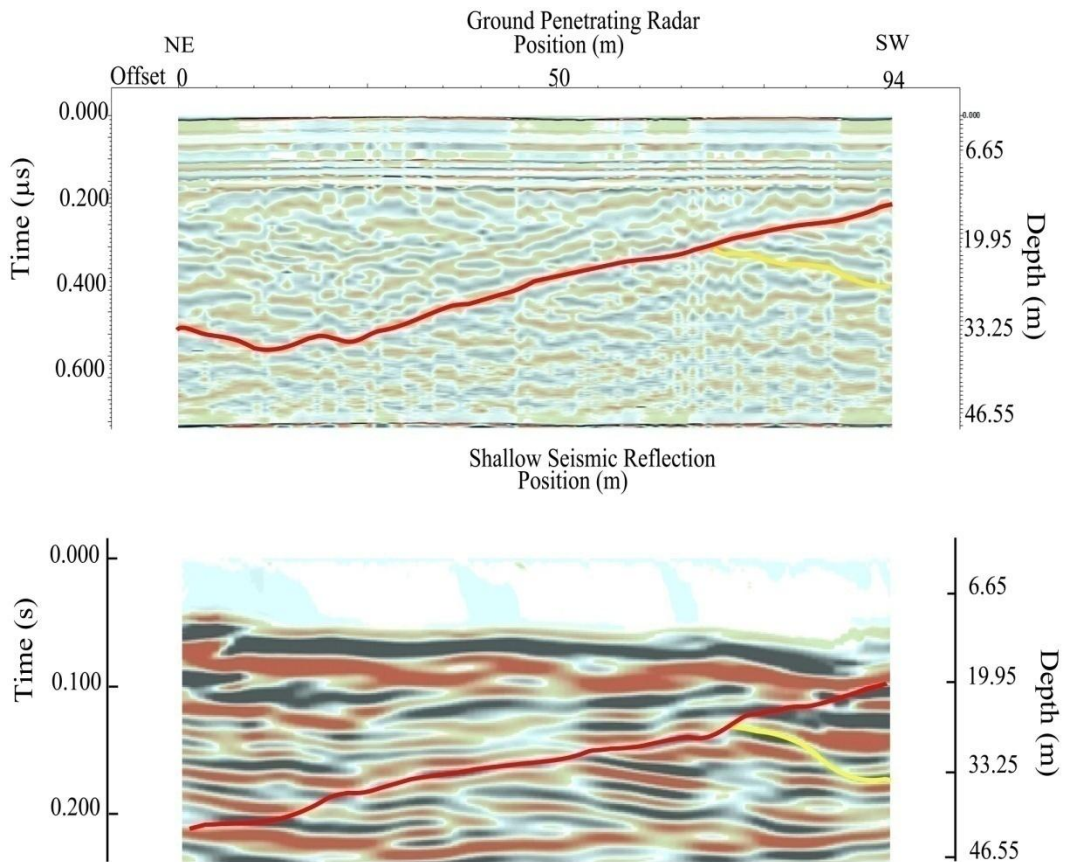 Ground Penetrating Radar
NE
Position (m)
SW
Offset 0
50
94
0.000
0.000
6.65
0.200
19.95
Time (µs)
Depth (m)
0.400
33.25
0.600
46.55
Shallow Seismic Reflection
Position (m)
0.000
6.65
Time (s)
0.100
19.95
Depth (m)
33.25
0.200
46.55